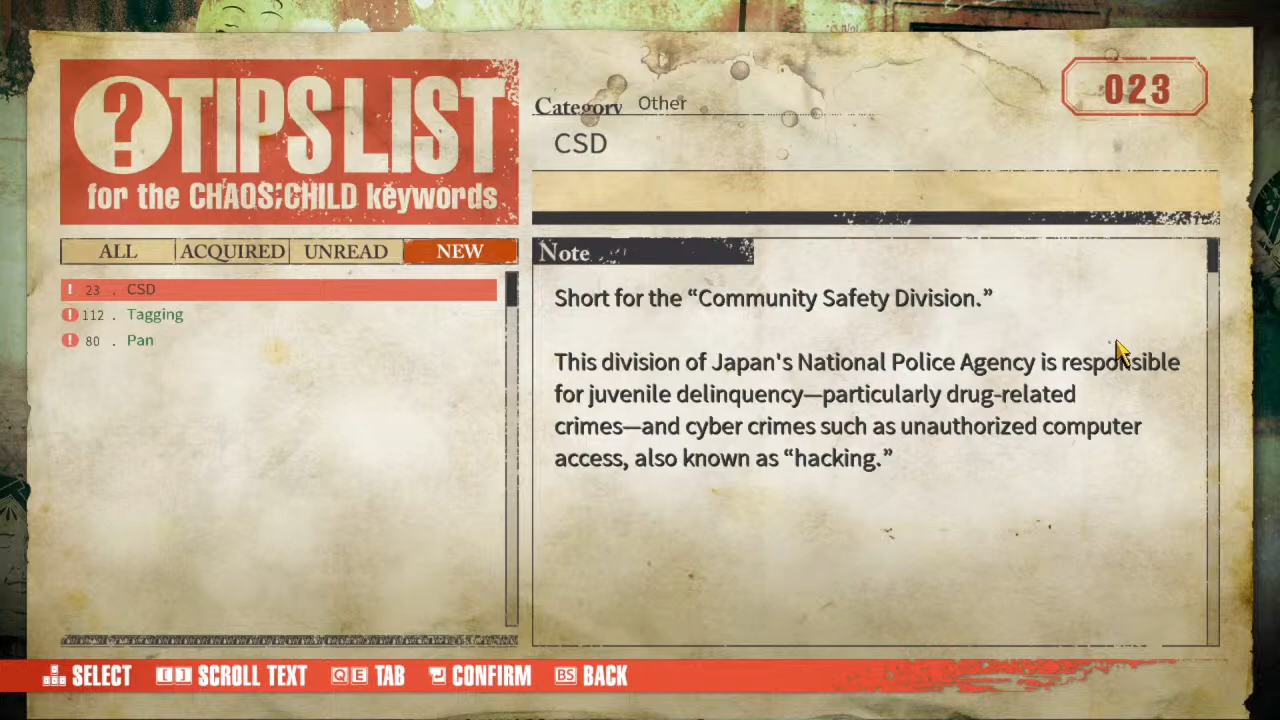 ? TIPS LIST
for the CHAOS;CHILD keywords
ALL ACQUIRED UNREAD NEW
! 23 . CSD
! 112 . Tagging
! 80 . Pan
Category Other
023
CSD
Note
Short for the “Community Safety Division.”
This division of Japan's National Police Agency is responsible
for juvenile delinquency—particularly drug-related
crimes—and cyber crimes such as unauthorized computer
access, also known as “hacking.”
SELECT [ ] SCROLL TEXT Q E TAB CONFIRM BS BACK